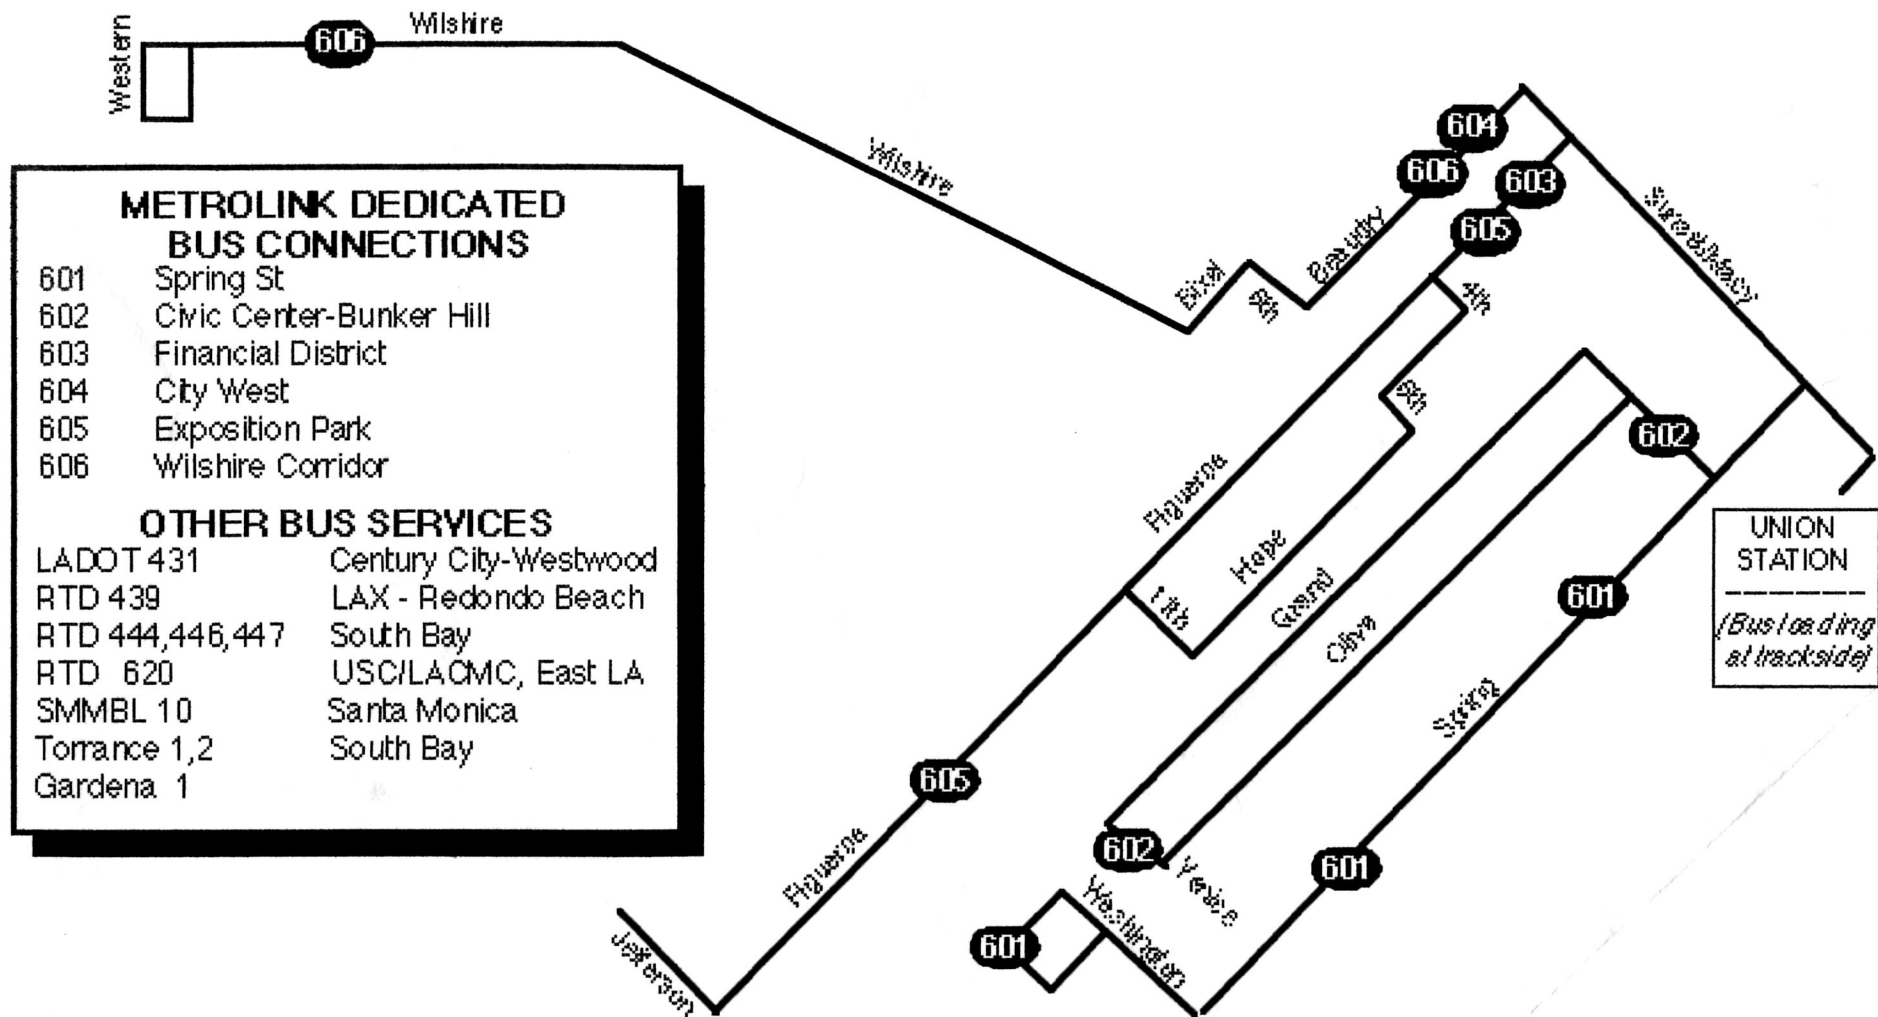 Western
606
Wilshire
Wilshire
604
606
603
605
Sunset/Macy
Bixel
6th
Beaudry
4th
5th
602
Figueroa
Hope
11th
Grand
Olive
601
Spring
UNION
STATION
-------
(Bus loading
at trackside)
605
602
Venice
601
Figueroa
Washington
601
Jefferson
METROLINK DEDICATED
BUS CONNECTIONS
601 Spring St
602 Civic Center-Bunker Hill
603 Financial District
604 City West
605 Exposition Park
606 Wilshire Corridor
OTHER BUS SERVICES
LADOT 431 Century City-Westwood
RTD 439 LAX - Redondo Beach
RTD 444,446,447 South Bay
RTD 620 USC/LACMC, East LA
SMMBL 10 Santa Monica
Torrance 1,2 South Bay
Gardena 1